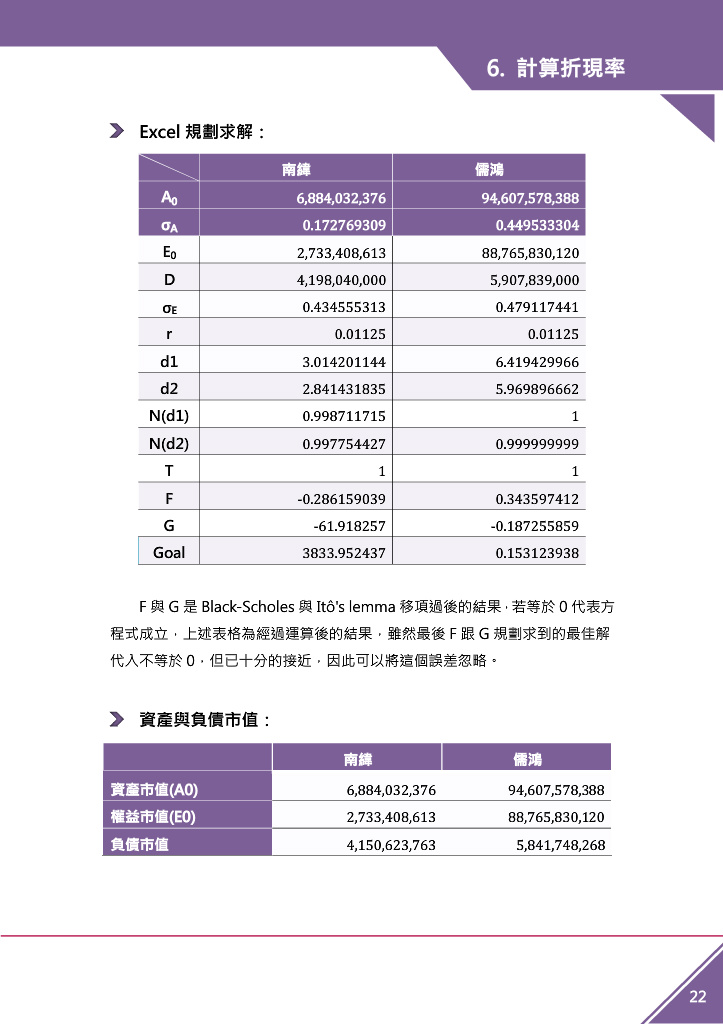 6. 計算折現率
Excel 規劃求解：
南緯 儒鴻
A0 6,884,032,376 94,607,578,388
σA 0.172769309 0.449533304
E0 2,733,408,613 88,765,830,120
D 4,198,040,000 5,907,839,000
σE 0.434555313 0.479117441
r 0.01125 0.01125
d1 3.014201144 6.419429966
d2 2.841431835 5.969896662
N(d1) 0.998711715 1
N(d2) 0.997754427 0.999999999
T 1 1
F -0.286159039 0.343597412
G -61.918257 -0.187255859
Goal 3833.952437 0.153123938
F 與 G 是 Black-Scholes 與 Itô's lemma 移項過後的結果，若等於 0 代表方
程式成立，上述表格為經過運算後的結果，雖然最後 F 跟 G 規劃求到的最佳解
代入不等於 0，但已十分的接近，因此可以將這個誤差忽略。
資產與負債市值：
南緯 儒鴻
資產市值(A0) 6,884,032,376 94,607,578,388
權益市值(E0) 2,733,408,613 88,765,830,120
負債市值 4,150,623,763 5,841,748,268
22